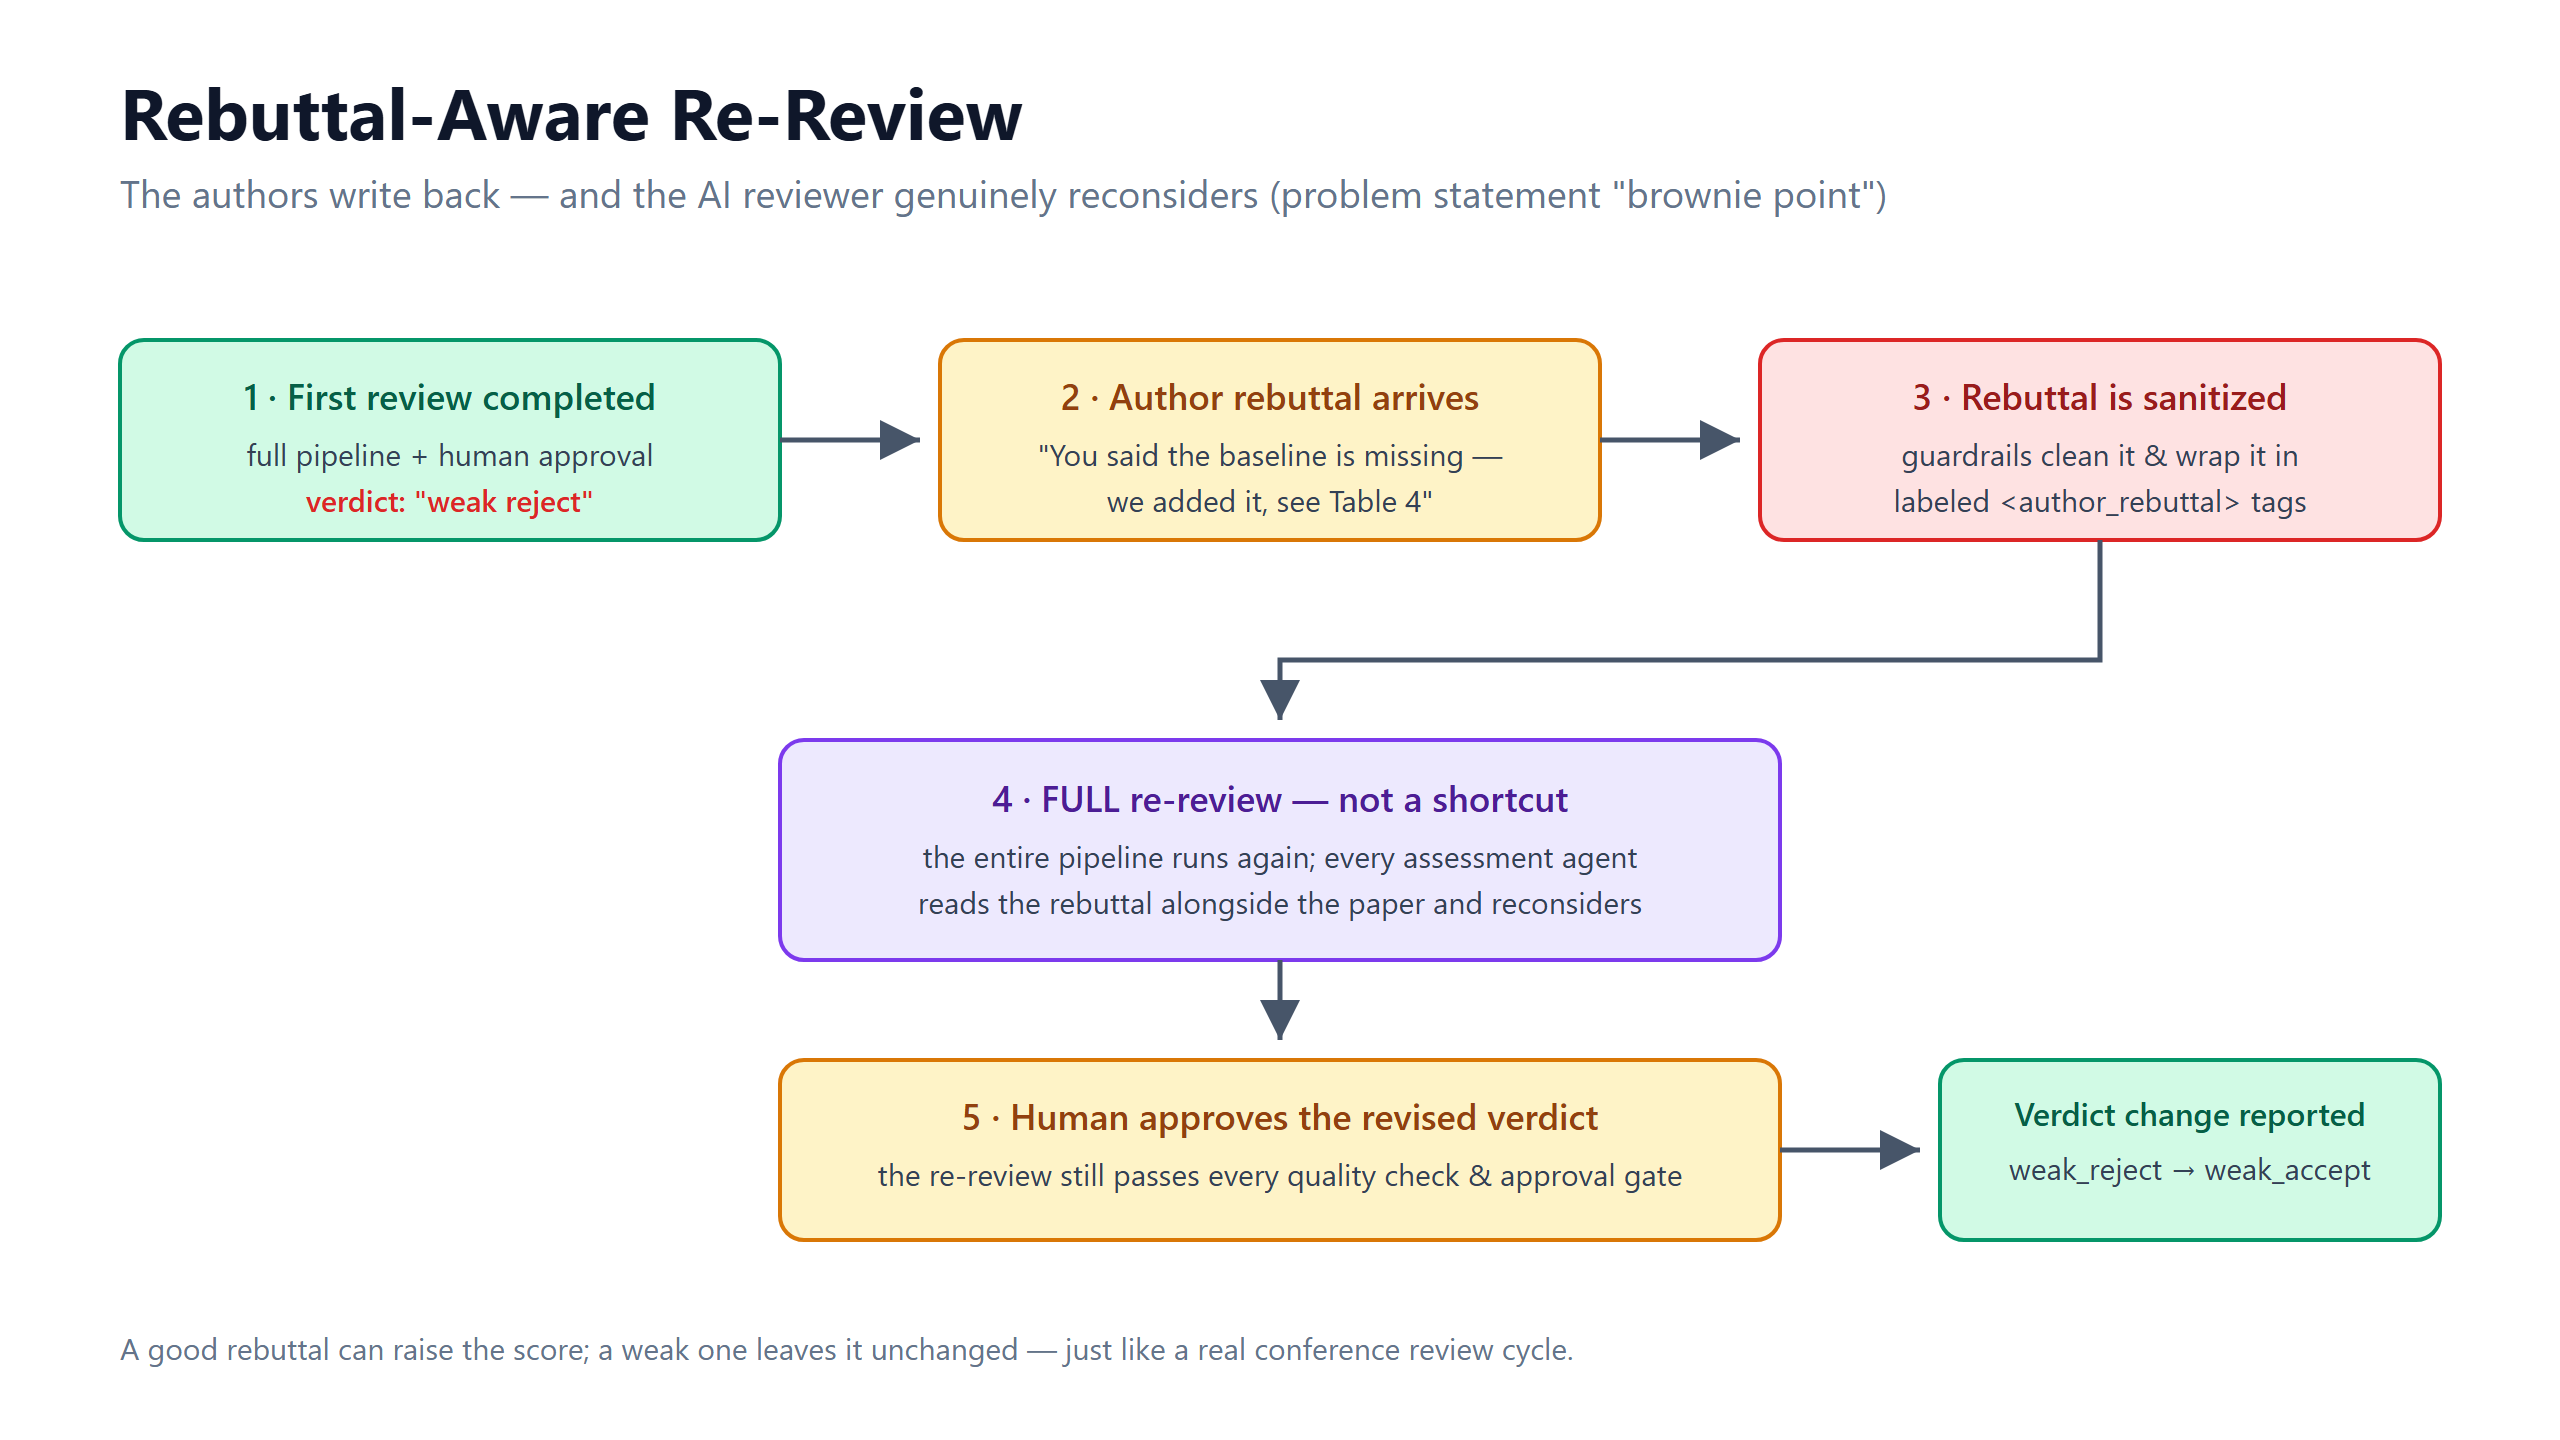 Rebuttal-Aware Re-Review
The authors write back — and the AI reviewer genuinely reconsiders (problem statement "brownie point")
1 · First review completed
full pipeline + human approval
verdict: "weak reject"
2 · Author rebuttal arrives
"You said the baseline is missing —
we added it, see Table 4"
3 · Rebuttal is sanitized
guardrails clean it & wrap it in
labeled <author_rebuttal> tags
4 · FULL re-review — not a shortcut
the entire pipeline runs again; every assessment agent
reads the rebuttal alongside the paper and reconsiders
5 · Human approves the revised verdict
the re-review still passes every quality check & approval gate
Verdict change reported
weak_reject → weak_accept
A good rebuttal can raise the score; a weak one leaves it unchanged — just like a real conference review cycle.